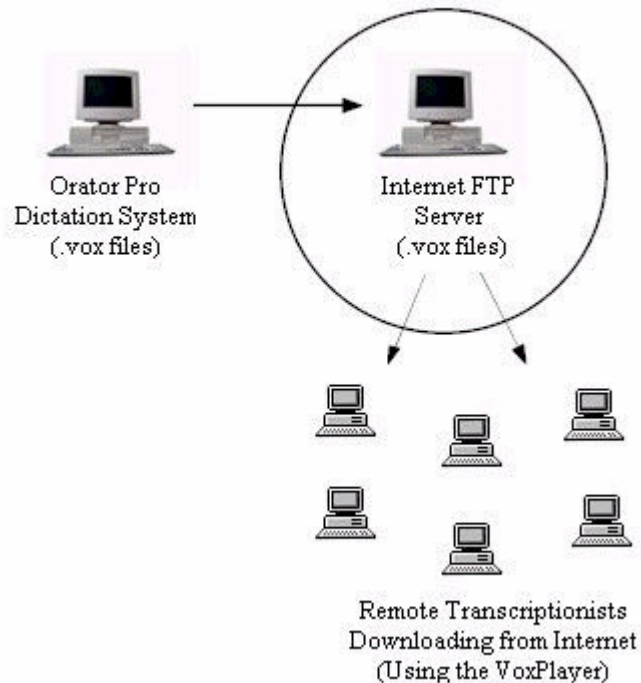 Orator Pro
Dictation System
(.vox files)
Internet FTP
Server
(.vox files)
Remote Transcriptionists
Downloading from Internet
(Using the VoxPlayer)